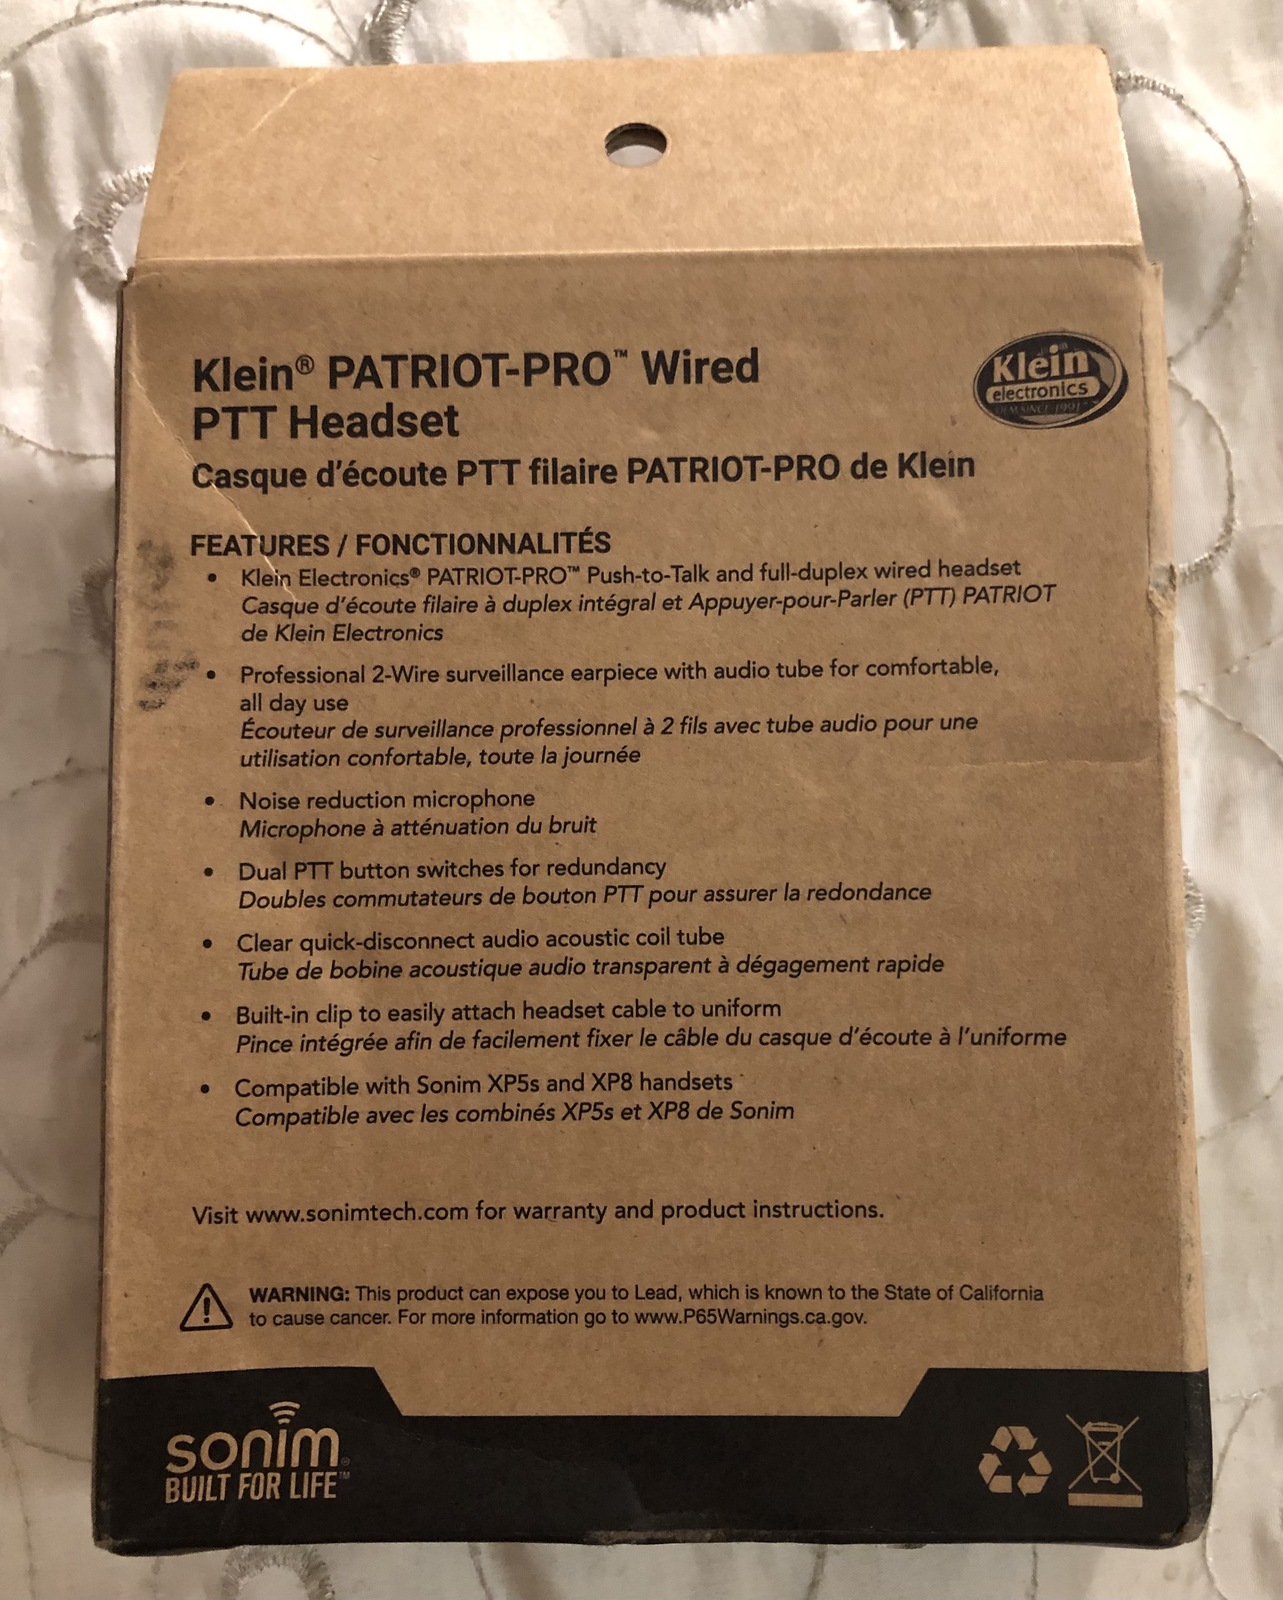 Klein® PATRIOT-PRO™ Wired
PTT Headset
Casque d'écoute PTT filaire PATRIOT-PRO de Klein
Klein
electronics
OEM SINCE 1991
FEATURES / FONCTIONNALITÉS
• Klein Electronics® PATRIOT-PRO™ Push-to-Talk and full-duplex wired headset
Casque d'écoute filaire à duplex intégral et Appuyer-pour-Parler (PTT) PATRIOT
de Klein Electronics
• Professional 2-Wire surveillance earpiece with audio tube for comfortable,
all day use
Écouteur de surveillance professionnel à 2 fils avec tube audio pour une
utilisation confortable, toute la journée
• Noise reduction microphone
Microphone à atténuation du bruit
• Dual PTT button switches for redundancy
Doubles commutateurs de bouton PTT pour assurer la redondance
• Clear quick-disconnect audio acoustic coil tube
Tube de bobine acoustique audio transparent à dégagement rapide
• Built-in clip to easily attach headset cable to uniform
Pince intégrée afin de facilement fixer le câble du casque d'écoute à l'uniforme
• Compatible with Sonim XP5s and XP8 handsets
Compatible avec les combinés XP5s et XP8 de Sonim
Visit www.sonimtech.com for warranty and product instructions.
WARNING: This product can expose you to Lead, which is known to the State of California
to cause cancer. For more information go to www.P65Warnings.ca.gov.
sonim®
BUILT FOR LIFE™